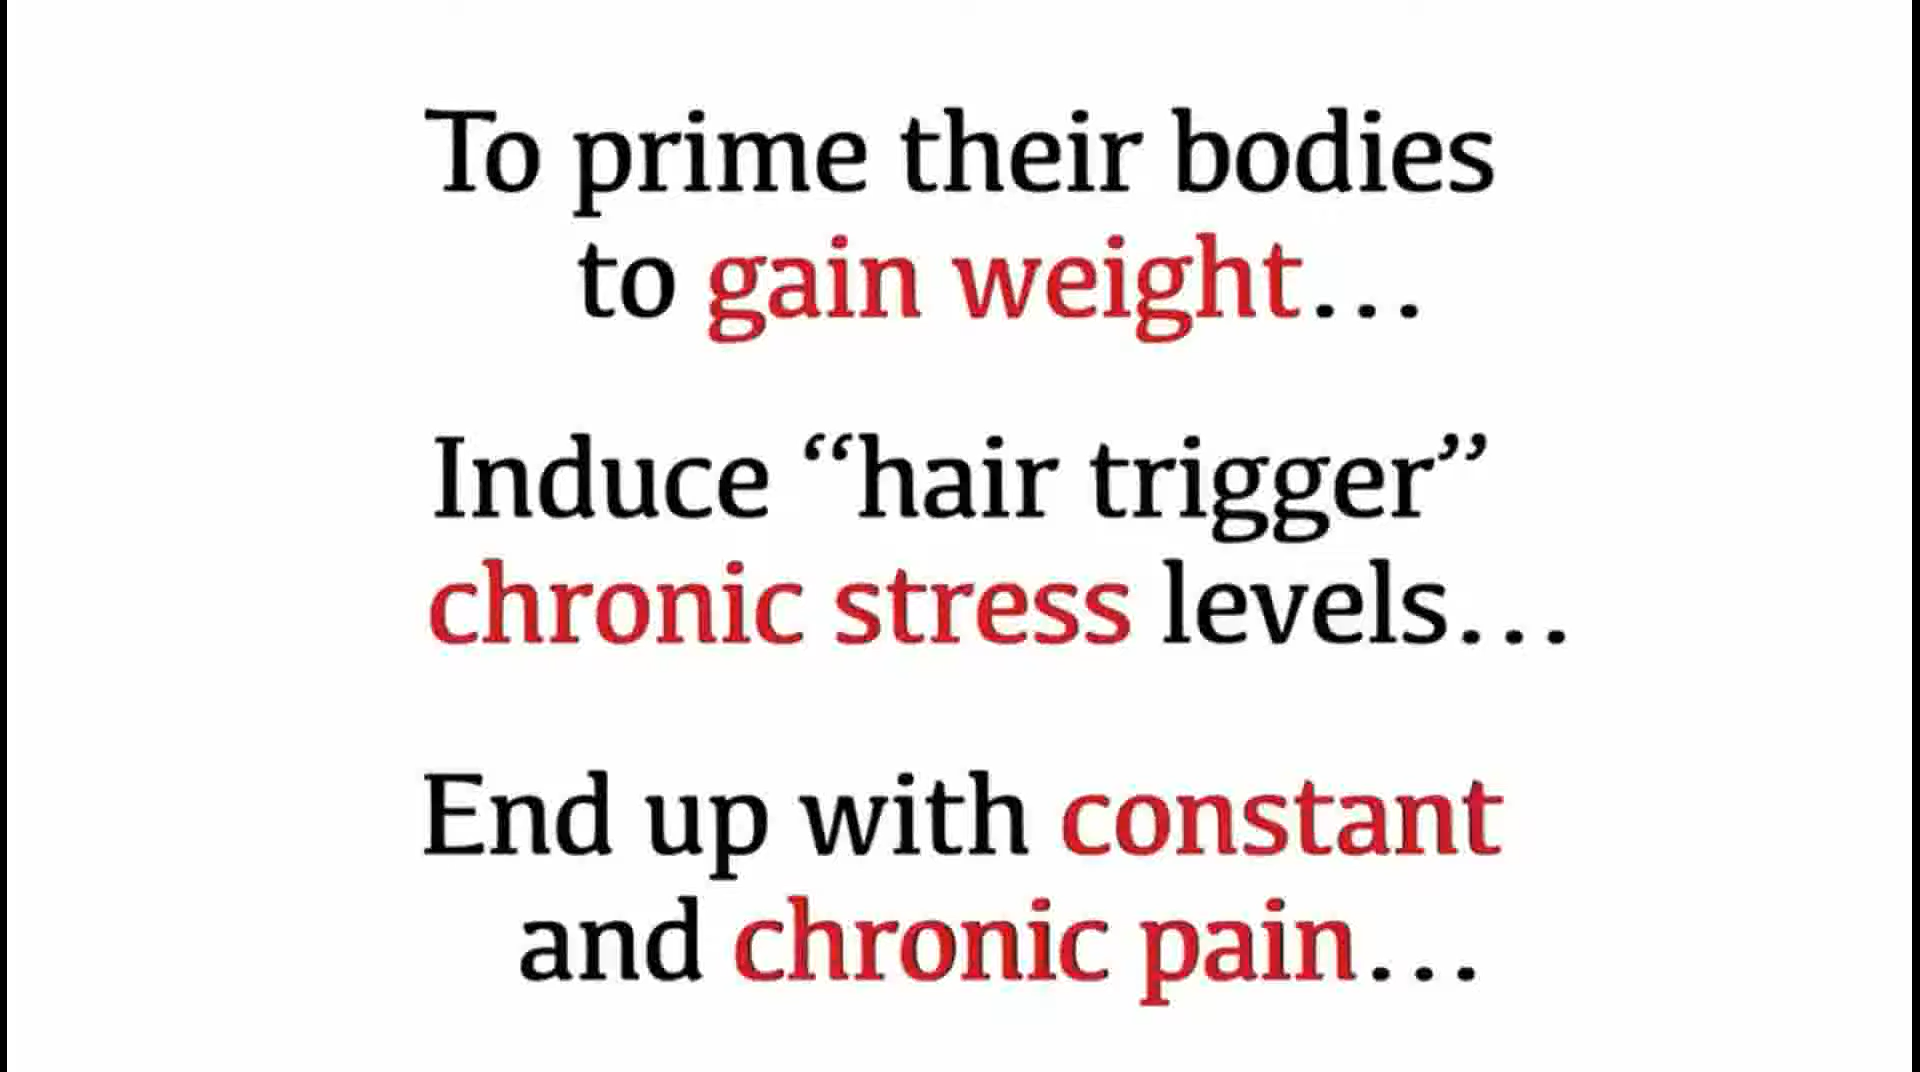 To prime their bodies
to gain weight…
Induce “hair trigger”
chronic stress levels…
End up with constant
and chronic pain…